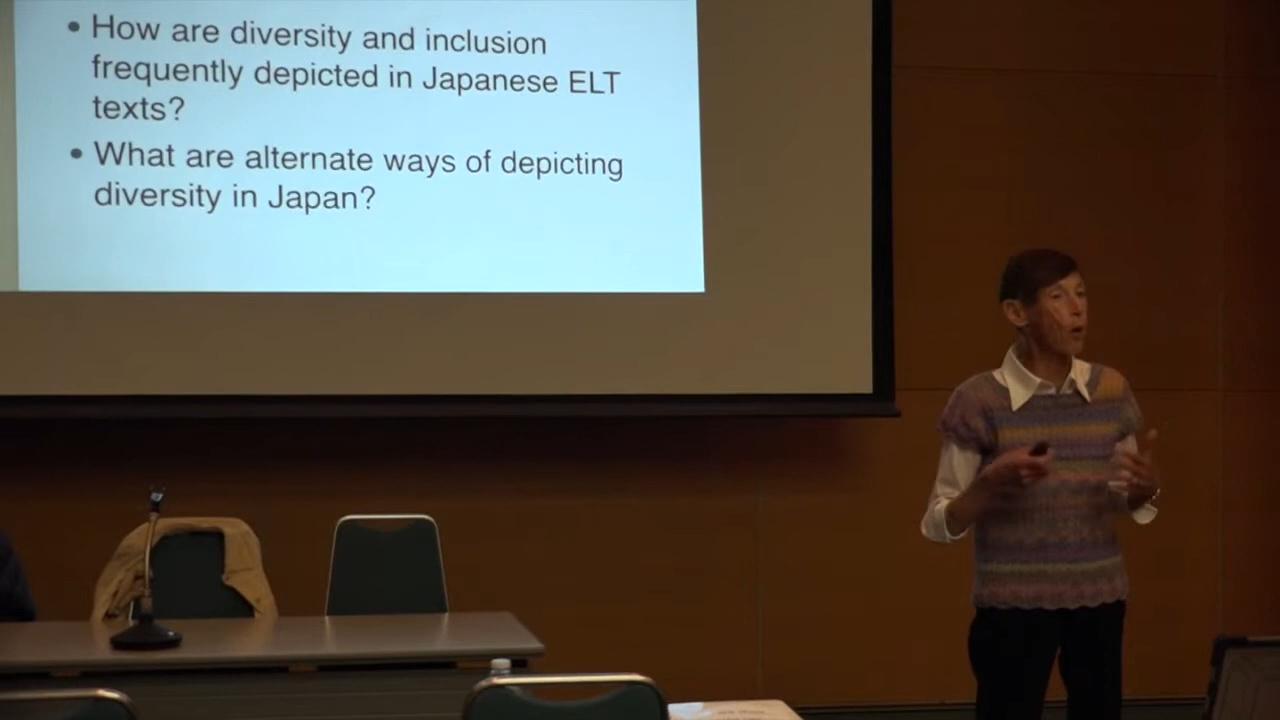 • How are diversity and inclusion
frequently depicted in Japanese ELT
texts?
• What are alternate ways of depicting
diversity in Japan?